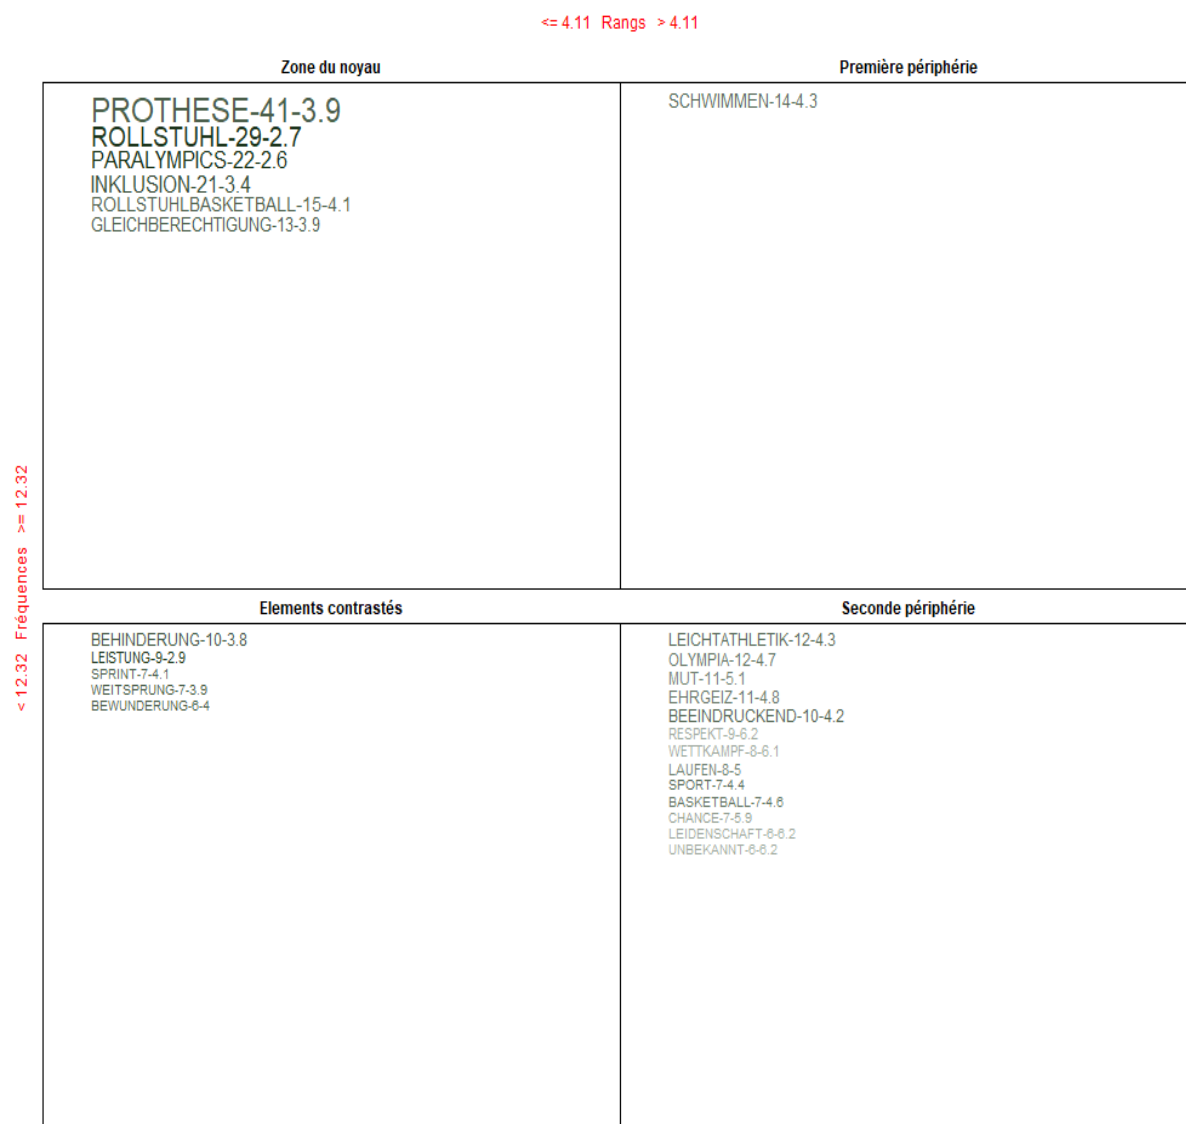 <= 4.11 Rangs > 4.11
Zone du noyau
PROTHESE-41-3.9
ROLLSTUHL-29-2.7
PARALYMPICS-22-2.6
INKLUSION-21-3.4
ROLLSTUHLBASKETBALL-15-4.1
GLEICHBERECHTIGUNG-13-3.9
Première périphérie
SCHWIMMEN-14-4.3
< 12.32 Fréquences >= 12.32
Elements contrastés
BEHINDERUNG-10-3.8
LEISTUNG-9-2.9
SPRINT-7-4.1
WEITSPRUNG-7-3.9
BEWUNDERUNG-6-4
Seconde périphérie
LEICHTATHLETIK-12-4.3
OLYMPIA-12-4.7
MUT-11-5.1
EHRGEIZ-11-4.8
BEEINDRUCKEND-10-4.2
RESPEKT-9-6.2
WETTKAMPF-8-6.1
LAUFEN-8-5
SPORT-7-4.4
BASKETBALL-7-4.6
CHANCE-7-5.9
LEIDENSCHAFT-6-6.2
UNBEKANNT-6-6.2